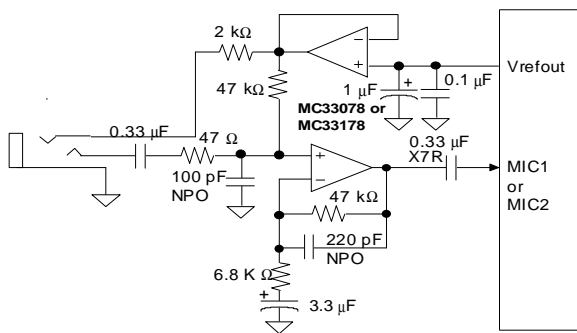 2 kΩ
−
+
Vrefout
47 kΩ
1 µF
+
0.1 µF
MC33078 or
MC33178
0.33 µF
47 Ω
0.33 µF
X7R
+
−
100 pF
NPO
MIC1
or
MIC2
47 kΩ
220 pF
NPO
6.8 K Ω
+
3.3 µF